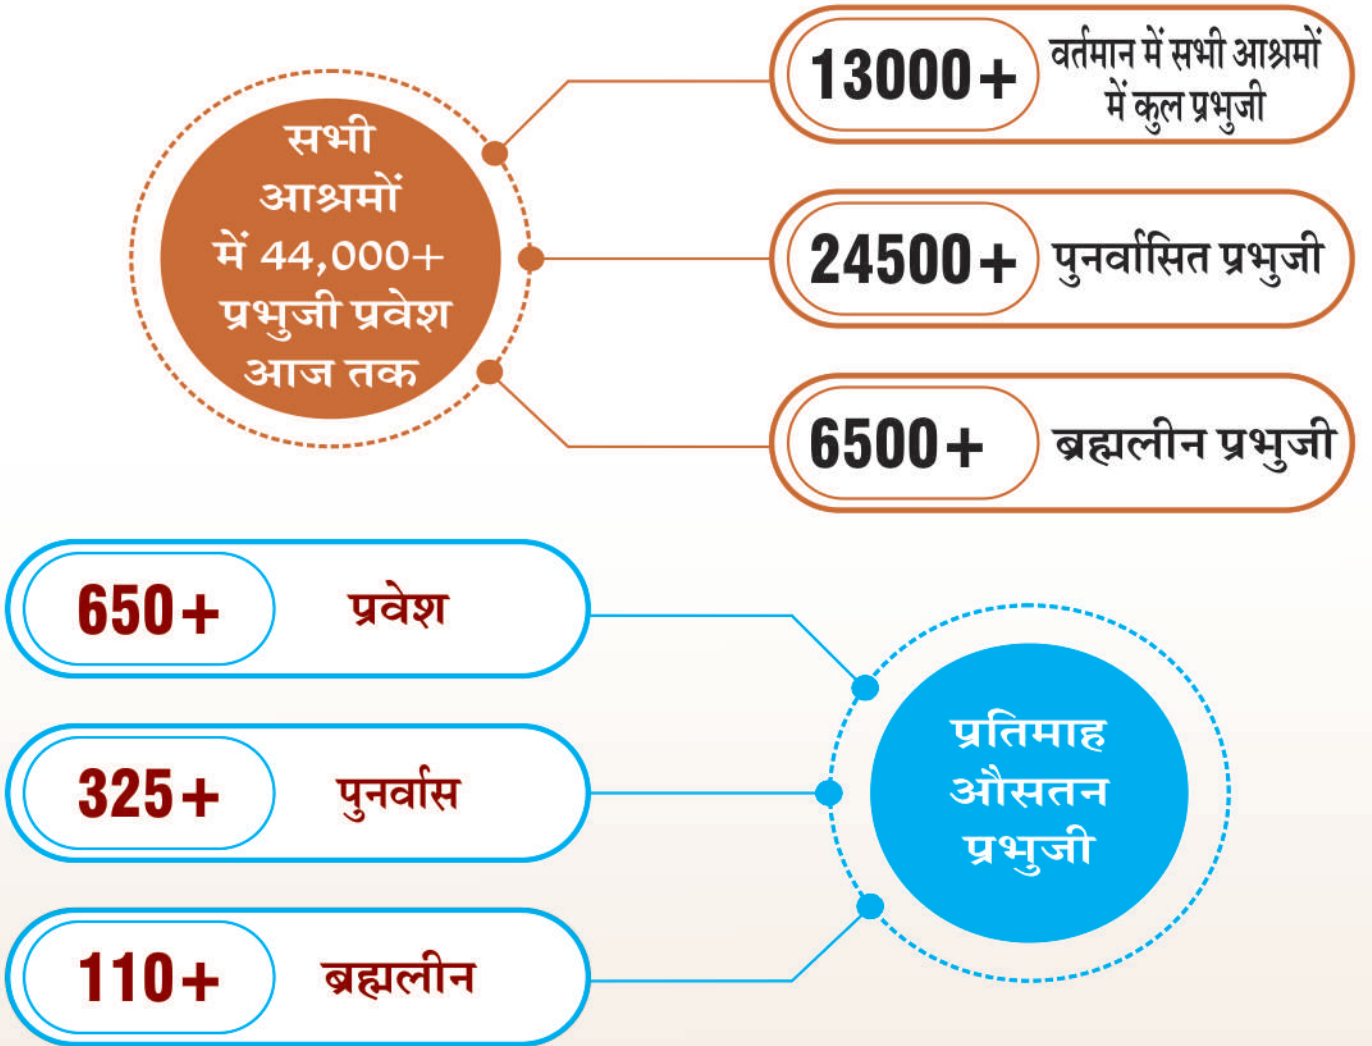 सभी
आश्रमों
में 44,000+
प्रभुजी प्रवेश
आज तक
13000+
वर्तमान में सभी आश्रमों
में कुल प्रभुजी
24500+
पुनर्वासित प्रभुजी
6500+
ब्रह्मलीन प्रभुजी
650+
प्रवेश
325+
पुनर्वास
110+
ब्रह्मलीन
प्रतिमाह
औसतन
प्रभुजी